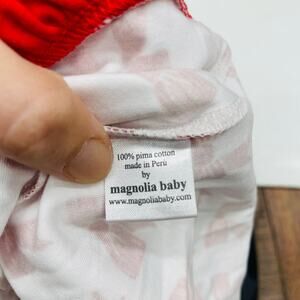 100% pima cotton
made in Peru
by
magnolia baby
www.magnoliababy.com